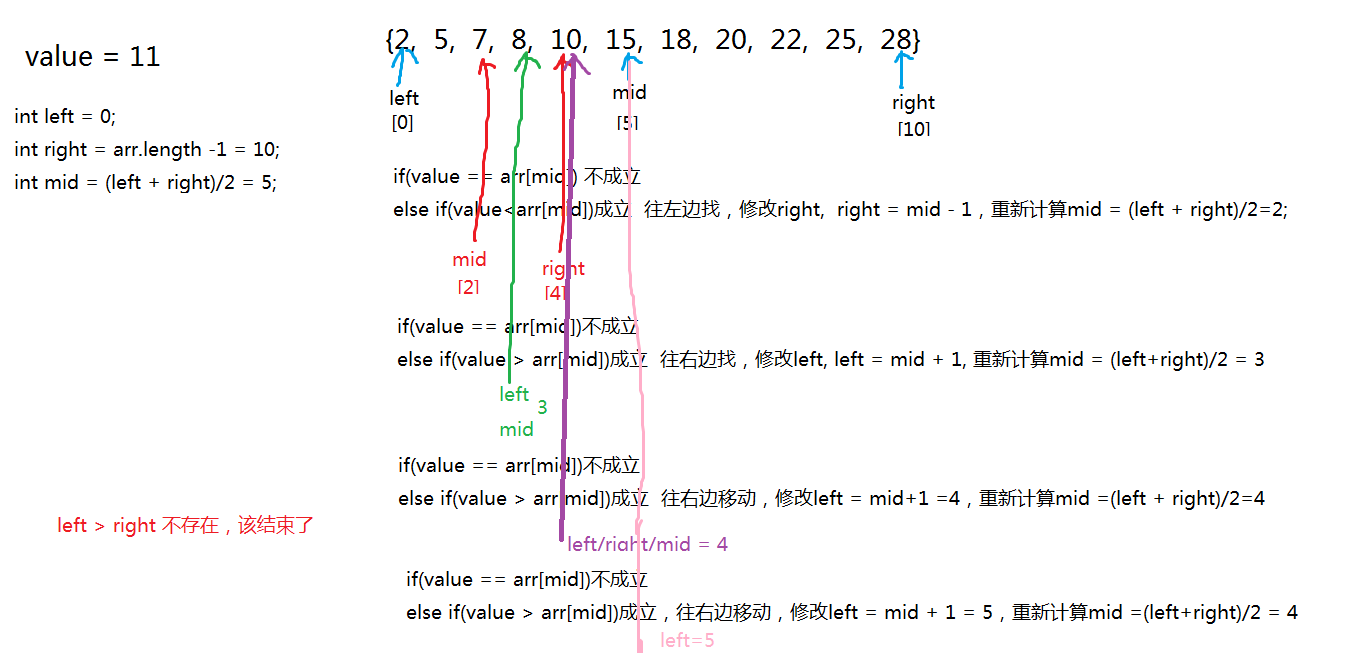 {2, 5, 7, 8, 10, 15, 18, 20, 22, 25, 28}
value = 11
left
[0]
mid
[5]
right
[10]
int left = 0;
int right = arr.length -1 = 10;
int mid = (left + right)/2 = 5;
if(value == arr[mid]) 不成立
else if(value<arr[mid])成立 往左边找，修改right, right = mid - 1，重新计算mid = (left + right)/2=2;
mid
[2]
right
[4]
if(value == arr[mid])不成立
else if(value > arr[mid])成立 往右边找，修改left, left = mid + 1, 重新计算mid = (left+right)/2 = 3
left
3
mid
if(value == arr[mid])不成立
else if(value > arr[mid])成立 往右边移动，修改left = mid+1 =4，重新计算mid =(left + right)/2=4
left > right 不存在，该结束了
left/right/mid = 4
if(value == arr[mid])不成立
else if(value > arr[mid])成立，往右边移动，修改left = mid + 1 = 5，重新计算mid =(left+right)/2 = 4
left=5